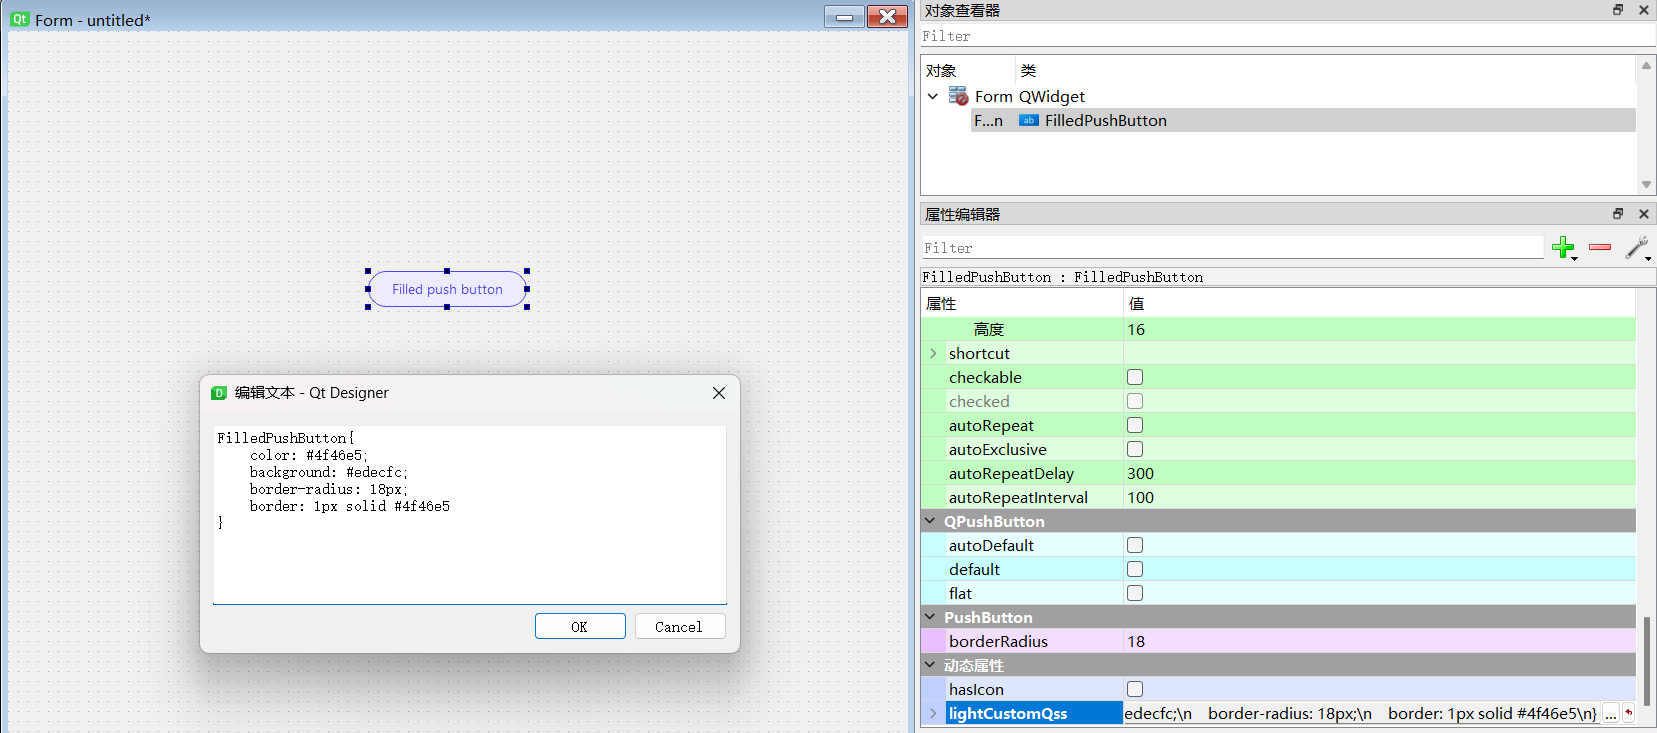 Qt Form - untitled*
Filled push button
D 编辑文本 - Qt Designer
FilledPushButton{
    color: #4f46e5;
    background: #edecfc;
    border-radius: 18px;
    border: 1px solid #4f46e5
}
OK Cancel
对象查看器
Filter
对象 类
Form QWidget
F...n ab FilledPushButton
属性编辑器
Filter
FilledPushButton : FilledPushButton
属性 值
高度 16
shortcut
checkable
checked
autoRepeat
autoExclusive
autoRepeatDelay 300
autoRepeatInterval 100
QPushButton
autoDefault
default
flat
PushButton
borderRadius 18
动态属性
hasIcon
lightCustomQss edecfc;\n    border-radius: 18px;\n    border: 1px solid #4f46e5\n} ...